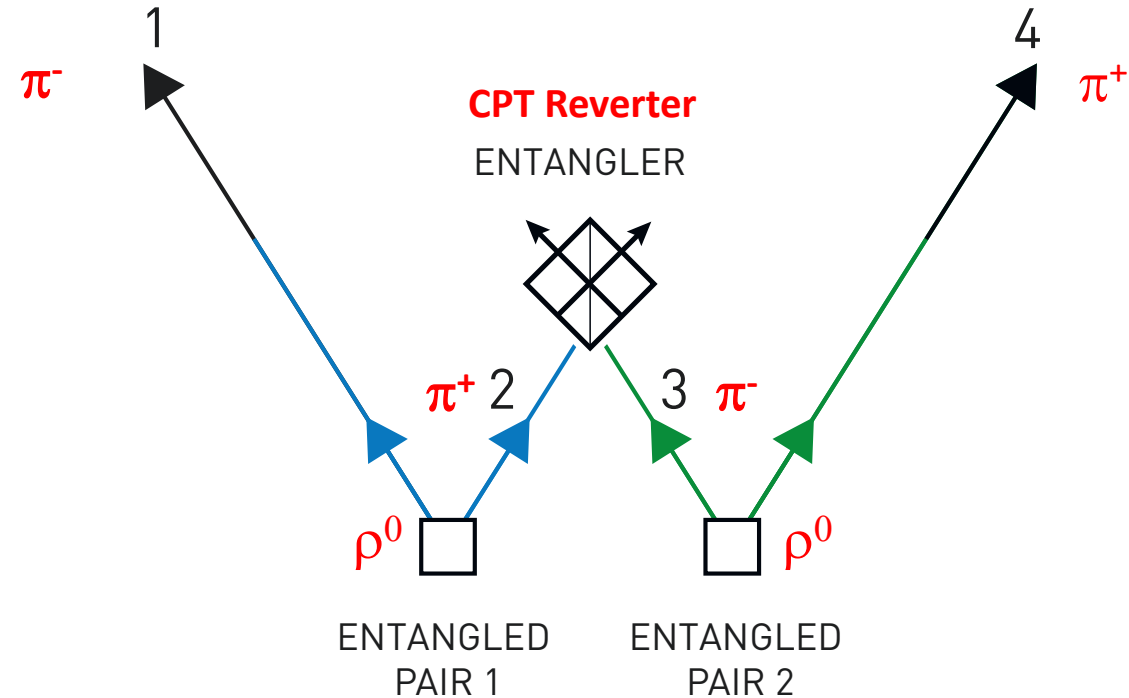 1
4
π-
π+
CPT Reverter
ENTANGLER
π+ 2
3 π-
ρ0
ρ0
ENTANGLED
PAIR 1
ENTANGLED
PAIR 2